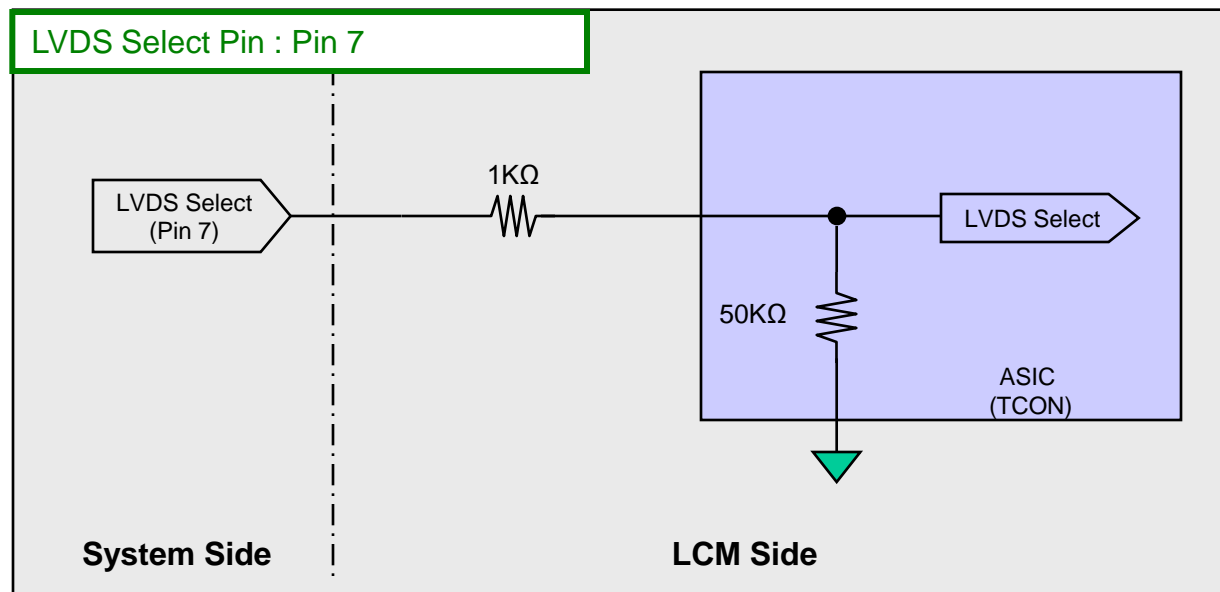 LVDS Select Pin : Pin 7
1KΩ
LVDS Select
(Pin 7)
LVDS Select
50KΩ
ASIC
(TCON)
System Side
LCM Side